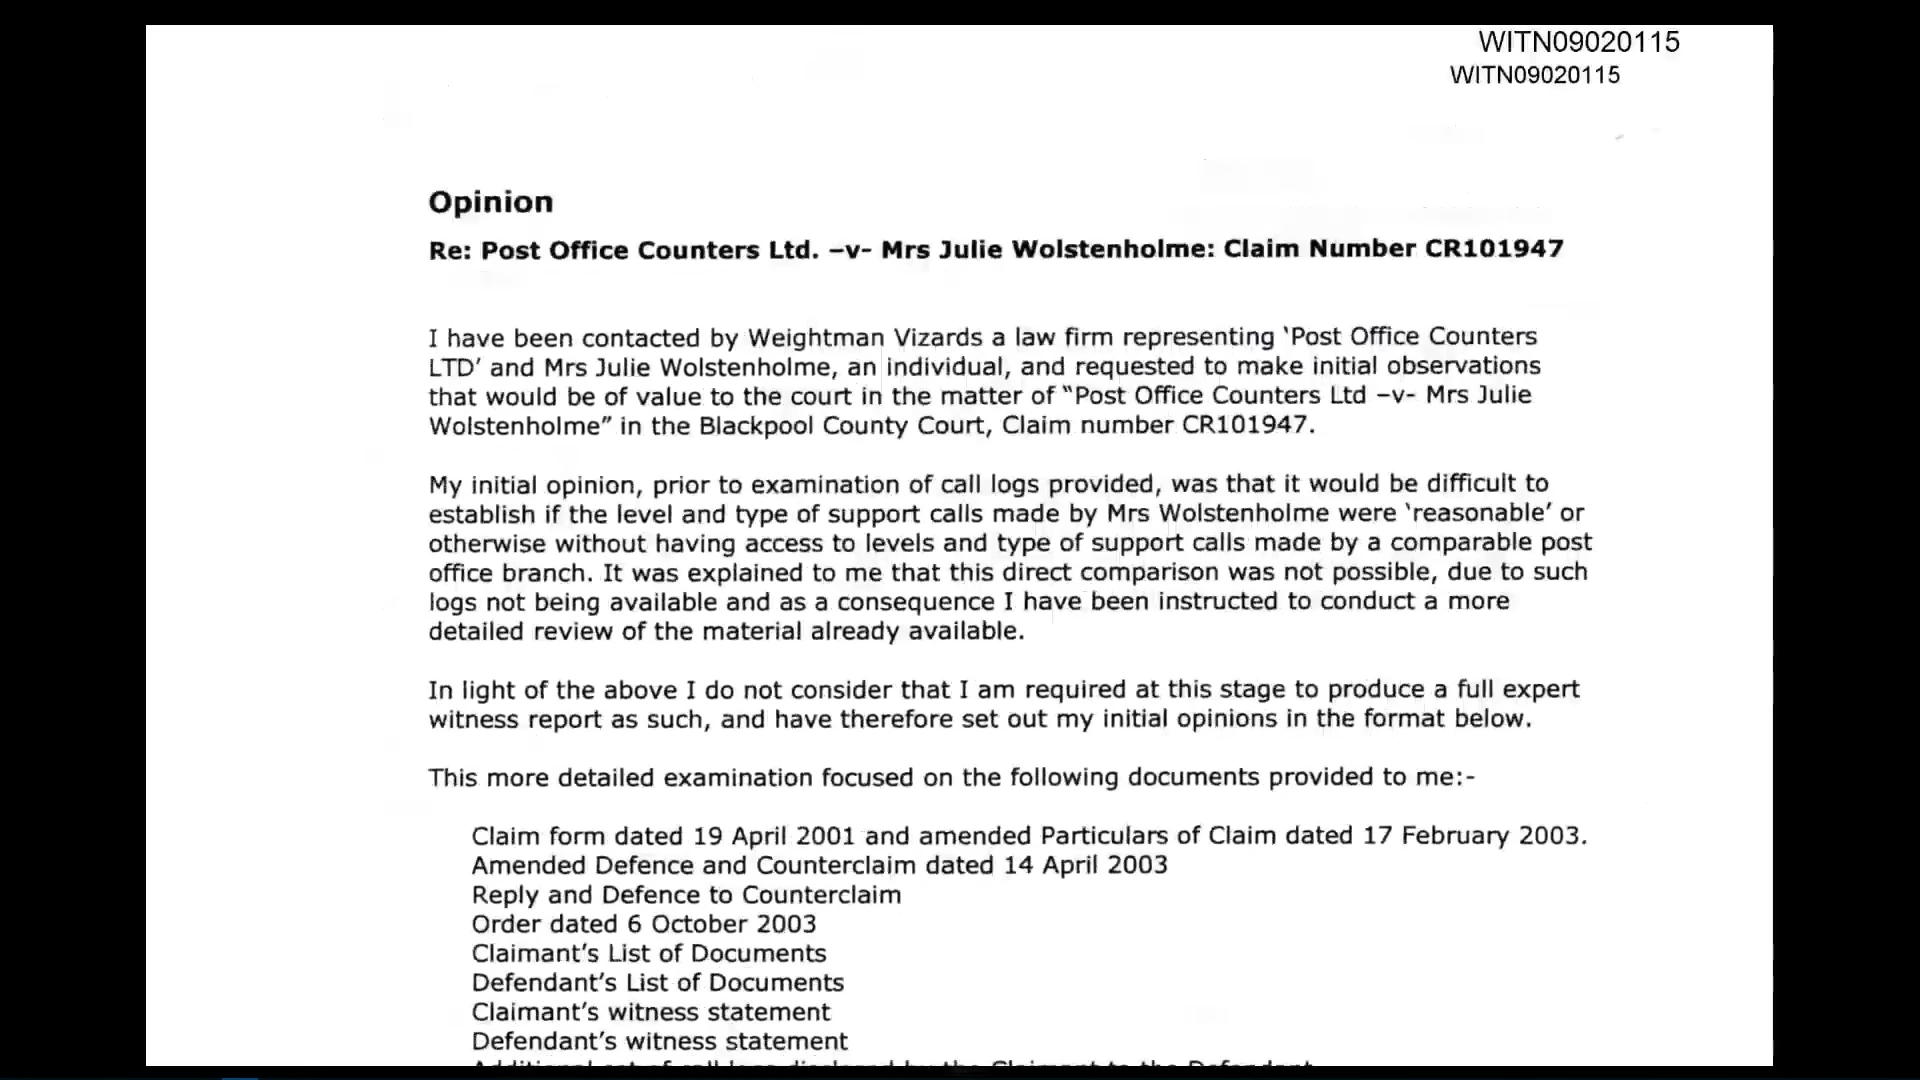 WITN09020115
WITN09020115
Opinion
Re: Post Office Counters Ltd. –v- Mrs Julie Wolstenholme: Claim Number CR101947
I have been contacted by Weightman Vizards a law firm representing ‘Post Office Counters
LTD’ and Mrs Julie Wolstenholme, an individual, and requested to make initial observations
that would be of value to the court in the matter of “Post Office Counters Ltd –v- Mrs Julie
Wolstenholme” in the Blackpool County Court, Claim number CR101947.
My initial opinion, prior to examination of call logs provided, was that it would be difficult to
establish if the level and type of support calls made by Mrs Wolstenholme were ‘reasonable’ or
otherwise without having access to levels and type of support calls made by a comparable post
office branch. It was explained to me that this direct comparison was not possible, due to such
logs not being available and as a consequence I have been instructed to conduct a more
detailed review of the material already available.
In light of the above I do not consider that I am required at this stage to produce a full expert
witness report as such, and have therefore set out my initial opinions in the format below.
This more detailed examination focused on the following documents provided to me:-
Claim form dated 19 April 2001 and amended Particulars of Claim dated 17 February 2003.
Amended Defence and Counterclaim dated 14 April 2003
Reply and Defence to Counterclaim
Order dated 6 October 2003
Claimant’s List of Documents
Defendant’s List of Documents
Claimant’s witness statement
Defendant’s witness statement
Additional set of call logs disclosed by the Claimant to the Defendant